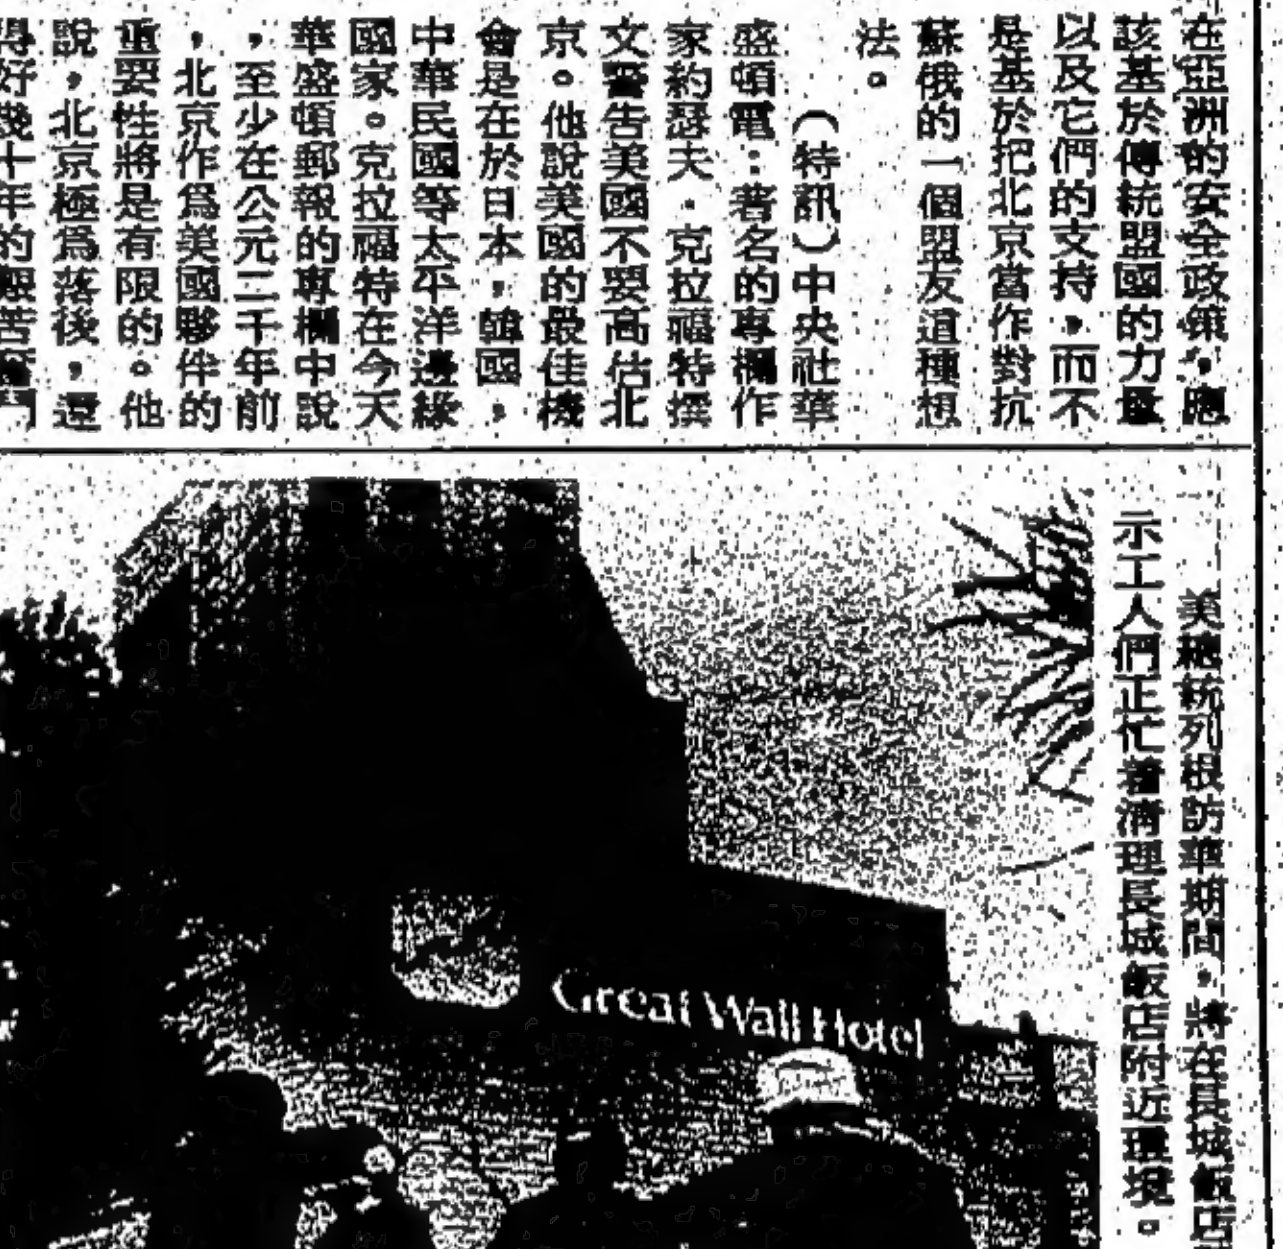 在亞洲的安全政策，應
該基於傳統盟國的力量
以及它們的支持，而不
是基於把北京當作對抗
蘇俄的一個盟友這種想
法。
（特訊）中央社華
盛頓電：著名的專欄作
家約瑟夫．克拉福特撰
文警告美國不要高估北
京。他說美國的最佳機
會是在於日本，韓國，
中華民國等太平洋邊緣
國家。克拉福特在今天
華盛頓郵報的專欄中說
，至少在公元二千年前
，北京作爲美國夥伴的
重要性將是有限的。他
說，北京極爲落後，還
得好幾十年的艱苦奮鬥
美總統列根訪華期間，將在長城飯店
示工人們正忙着清理長城飯店附近環境。
Great Wall Hotel